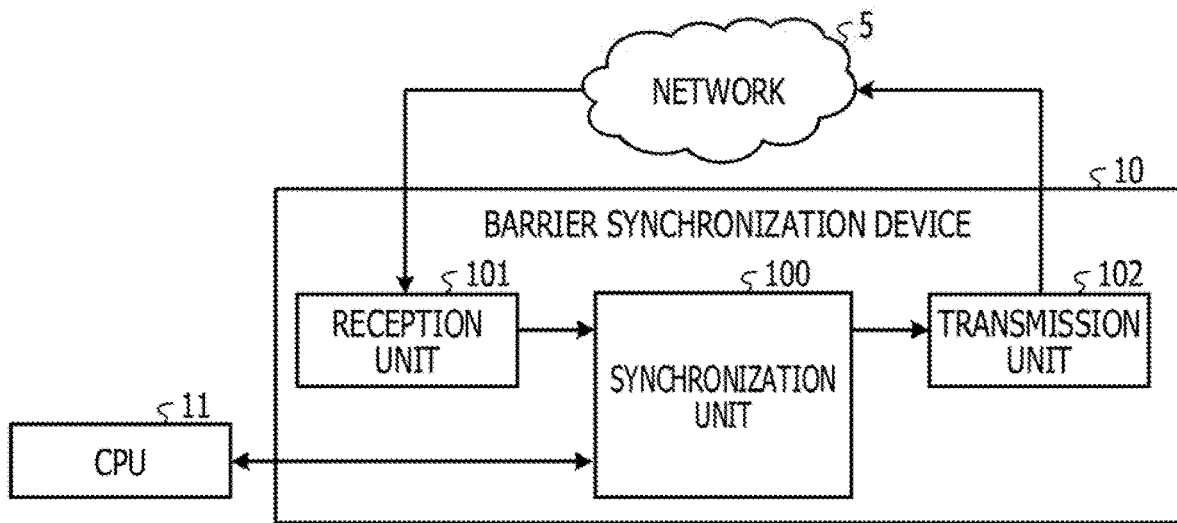 5
NETWORK
10
BARRIER SYNCHRONIZATION DEVICE
101
RECEPTION
UNIT
100
SYNCHRONIZATION
UNIT
102
TRANSMISSION
UNIT
11
CPU